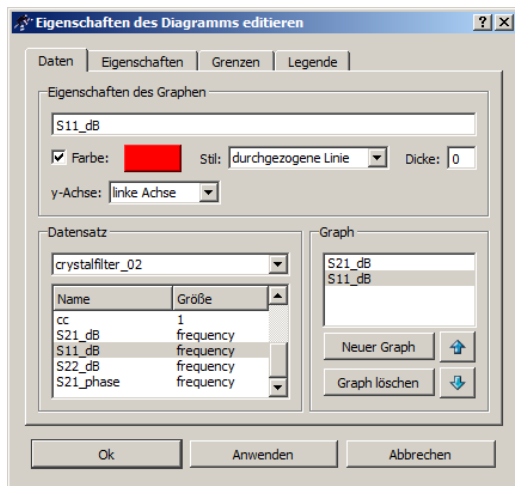 Eigenschaften des Diagramms editieren
Daten Eigenschaften Grenzen Legende
Eigenschaften des Graphen
S11_dB
Farbe: Stil: durchgezogene Linie Dicke: 0
y-Achse: linke Achse
Datensatz
crystalfilter_02
Name Größe
cc 1
S21_dB frequency
S11_dB frequency
S22_dB frequency
S21_phase frequency
Graph
S21_dB
S11_dB
Neuer Graph
Graph löschen
Ok Anwenden Abbrechen